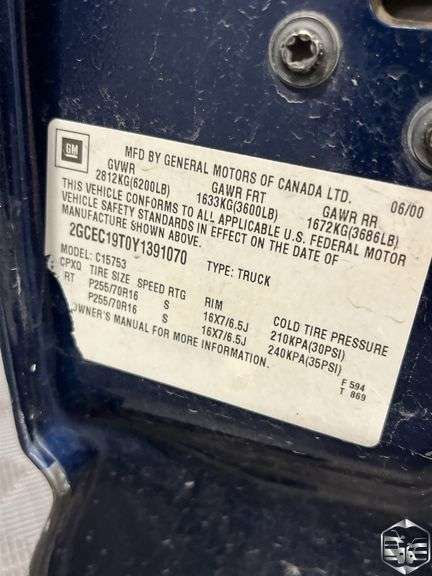 GM
MFD BY GENERAL MOTORS OF CANADA LTD. 06/00
GVWR GAWR FRT GAWR RR
2812KG(6200LB) 1633KG(3600LB) 1672KG(3686LB)
THIS VEHICLE CONFORMS TO ALL APPLICABLE U.S. FEDERAL MOTOR
VEHICLE SAFETY STANDARDS IN EFFECT ON THE DATE OF
MANUFACTURE SHOWN ABOVE.
2GCEC19T0Y1391070 TYPE: TRUCK
MODEL: C15753
CPXQ TIRE SIZE SPEED RTG RIM COLD TIRE PRESSURE
RT P255/70R16 S 16X7/6.5J 210KPA(30PSI)
P255/70R16 S 16X7/6.5J 240KPA(35PSI)
OWNER'S MANUAL FOR MORE INFORMATION.
F 594
T 869